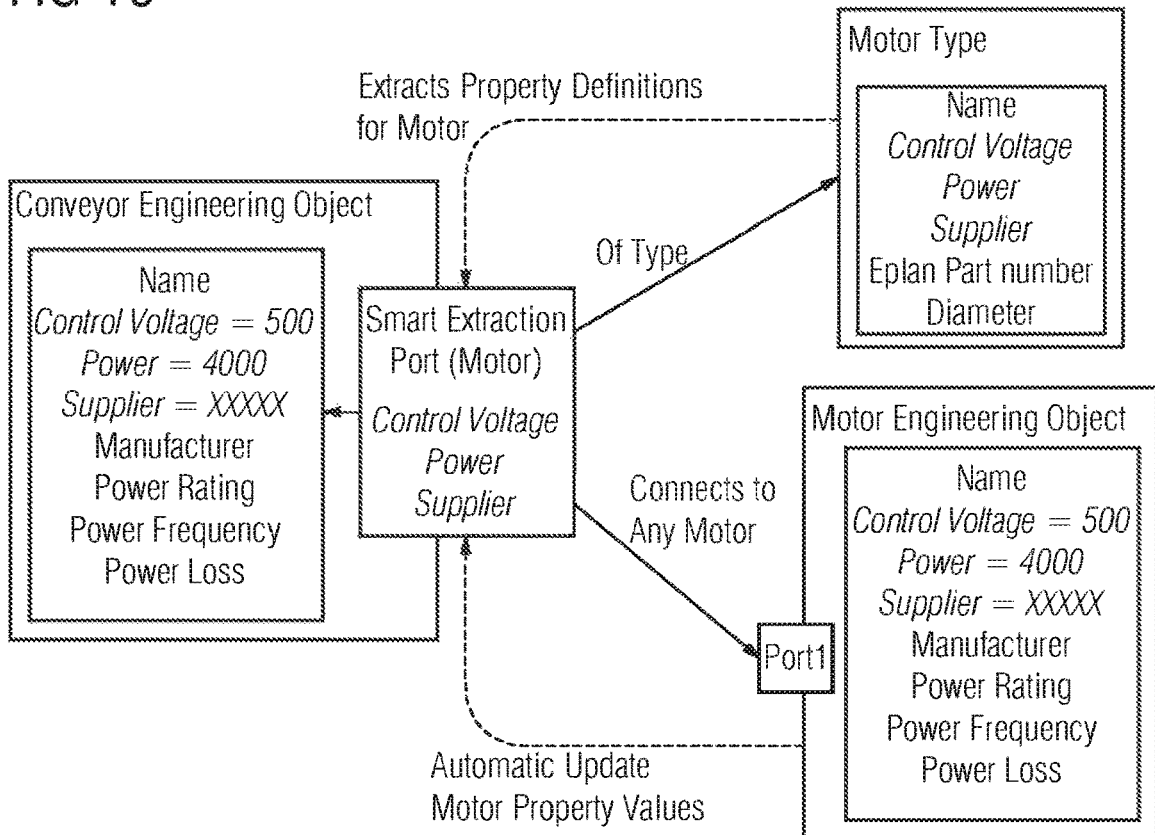 Motor Type
Name
Control Voltage
Power
Supplier
Eplan Part number
Diameter
Extracts Property Definitions
for Motor
Of Type
Conveyor Engineering Object
Name
Control Voltage = 500
Power = 4000
Supplier = XXXXX
Manufacturer
Power Rating
Power Frequency
Power Loss
Smart Extraction
Port (Motor)
Control Voltage
Power
Supplier
Connects to
Any Motor
Motor Engineering Object
Name
Control Voltage = 500
Power = 4000
Supplier = XXXXX
Manufacturer
Power Rating
Power Frequency
Power Loss
Port1
Automatic Update
Motor Property Values